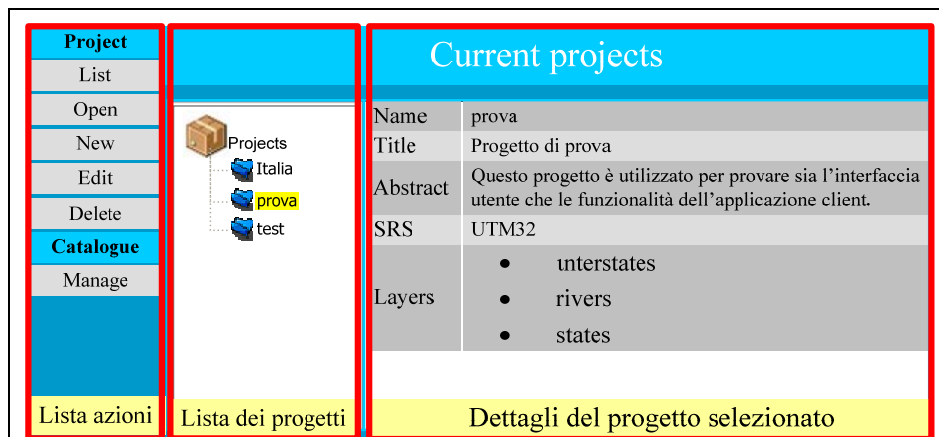 Project
List
Open
New
Edit
Delete
Catalogue
Manage
Lista azioni
Projects
Italia
prova
test
Lista dei progetti
Current projects
Name prova
Title Progetto di prova
Abstract Questo progetto è utilizzato per provare sia l'interfaccia
utente che le funzionalità dell'applicazione client.
SRS UTM32
Layers
● unterstates
● rivers
● states
Dettagli del progetto selezionato